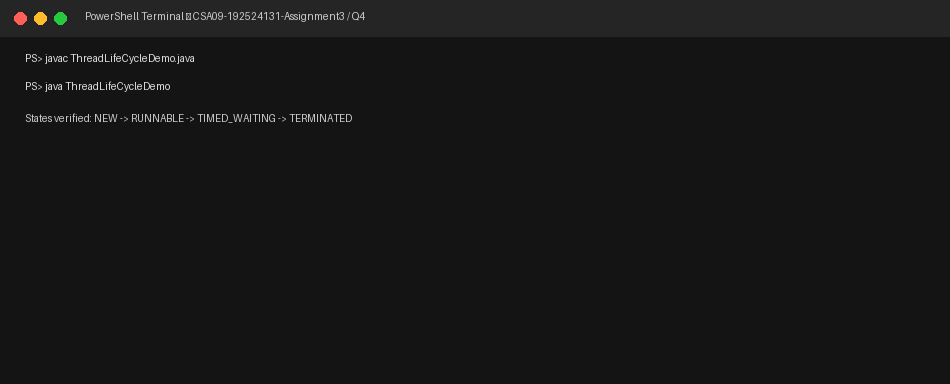 PowerShell Terminal CSA09-192524131-Assignment3 / Q4
PS> javac ThreadLifeCycleDemo.java
PS> java ThreadLifeCycleDemo
States verified: NEW -> RUNNABLE -> TIMED_WAITING -> TERMINATED